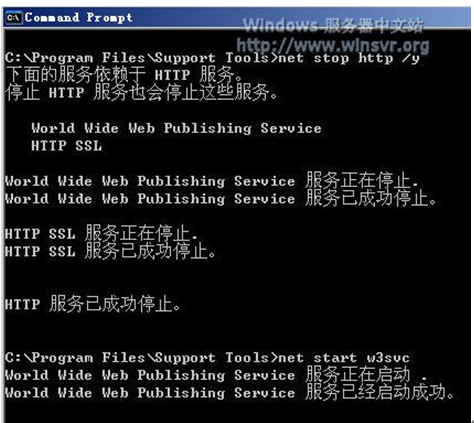 Command Prompt
Windows 服务器中文站
http://www.winsvr.org
C:\Program Files\Support Tools>net stop http /y
下面的服务依赖于 HTTP 服务。
停止 HTTP 服务也会停止这些服务。
World Wide Web Publishing Service
HTTP SSL
World Wide Web Publishing Service 服务正在停止.
World Wide Web Publishing Service 服务已成功停止。
HTTP SSL 服务正在停止.
HTTP SSL 服务已成功停止。
HTTP 服务已成功停止。
C:\Program Files\Support Tools>net start w3svc
World Wide Web Publishing Service 服务正在启动 .
World Wide Web Publishing Service 服务已经启动成功。